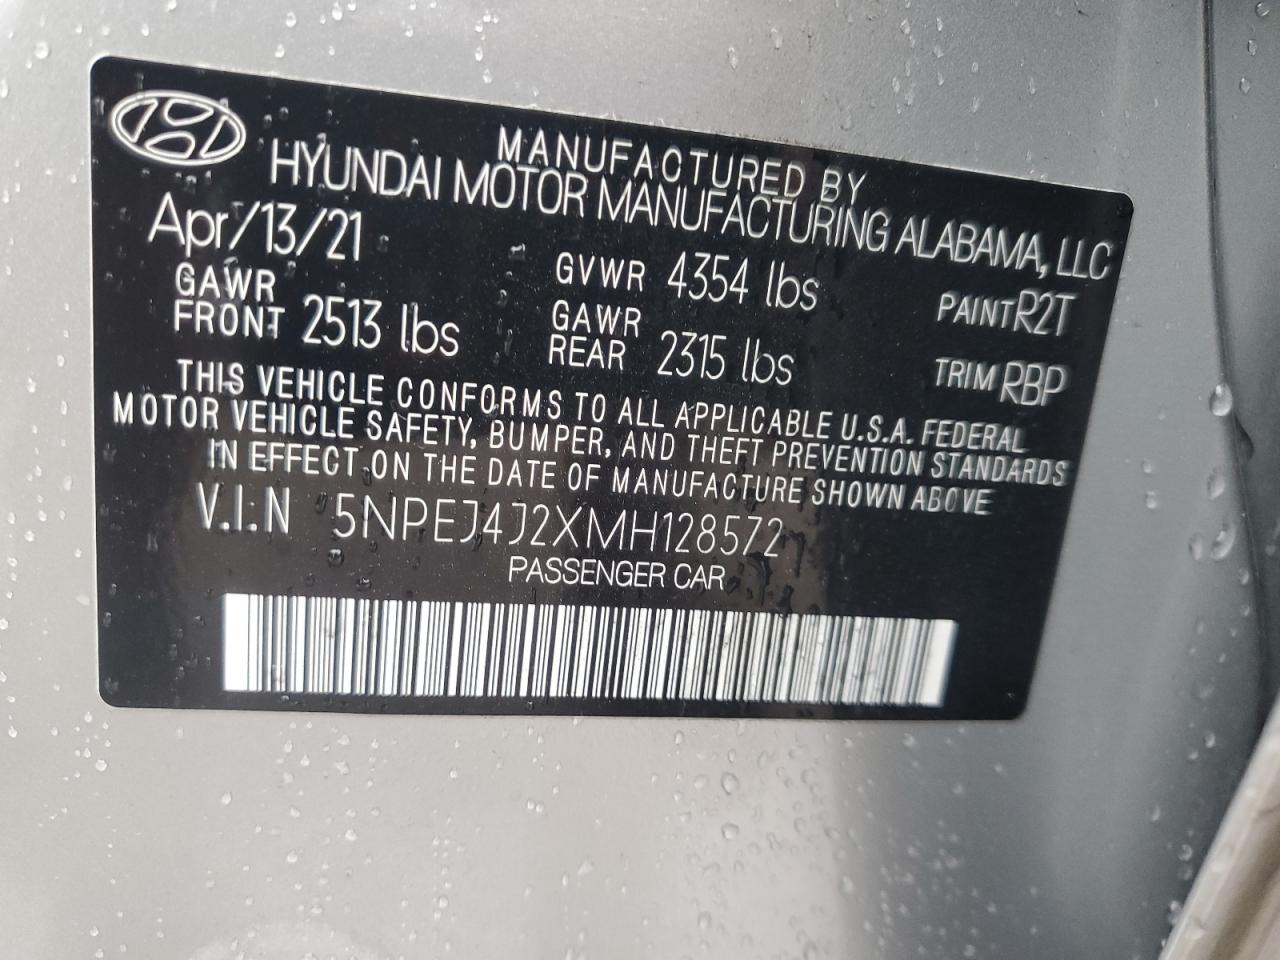 MANUFACTURED BY
HYUNDAI MOTOR MANUFACTURING ALABAMA, LLC
Apr/13/21
GVWR 4354 lbs
PAINT R2T
GAWR FRONT 2513 lbs
GAWR REAR 2315 lbs
TRIM RBP
THIS VEHICLE CONFORMS TO ALL APPLICABLE U.S.A. FEDERAL
MOTOR VEHICLE SAFETY, BUMPER, AND THEFT PREVENTION STANDARDS
IN EFFECT ON THE DATE OF MANUFACTURE SHOWN ABOVE
V.I.N 5NPEJ4J2XMH128572
PASSENGER CAR